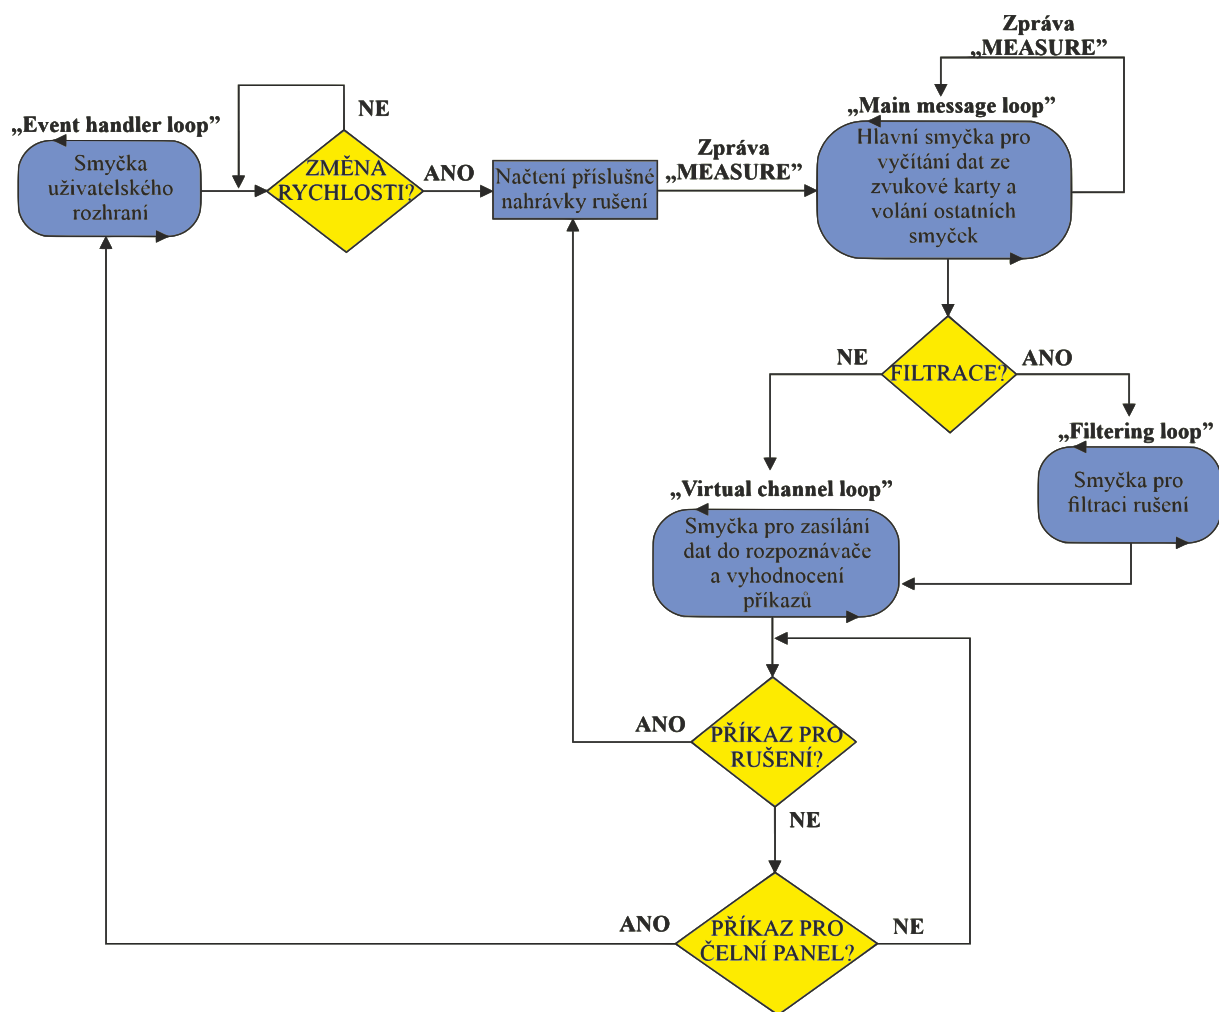 Zpráva
„MEASURE”
NE
„Event handler loop”
„Main message loop”
Smyčka
uživatelského
rozhraní
ZMĚNA
RYCHLOSTI?
ANO
Načtení příslušné
nahrávky rušení
Zpráva
„MEASURE”
Hlavní smyčka pro
vyčítání dat ze
zvukové karty a
volání ostatních
smyček
NE
FILTRACE?
ANO
„Filtering loop”
Smyčka pro
filtraci rušení
„Virtual channel loop”
Smyčka pro zasílání
dat do rozpoznávače
a vyhodnocení
příkazů
ANO
PŘÍKAZ PRO
RUŠENÍ?
NE
ANO
PŘÍKAZ PRO
ČELNÍ PANEL?
NE